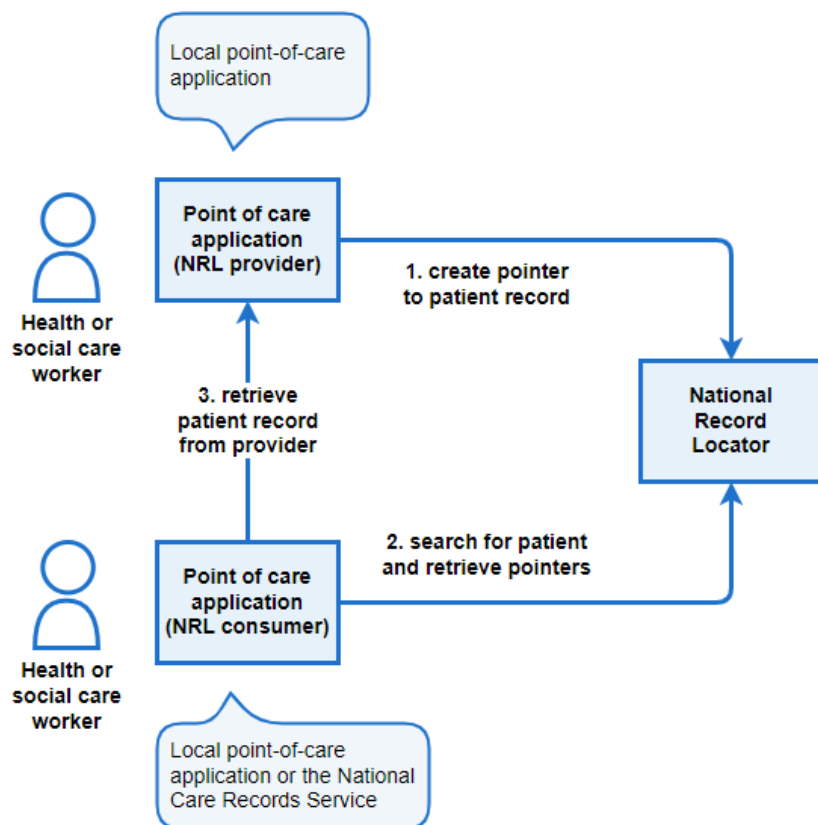 Local point-of-care
application
Point of care
application
(NRL provider)
Health or
social care
worker
1. create pointer
to patient record
National
Record
Locator
3. retrieve
patient record
from provider
2. search for patient
and retrieve pointers
Point of care
application
(NRL consumer)
Health or
social care
worker
Local point-of-care
application or the National
Care Records Service